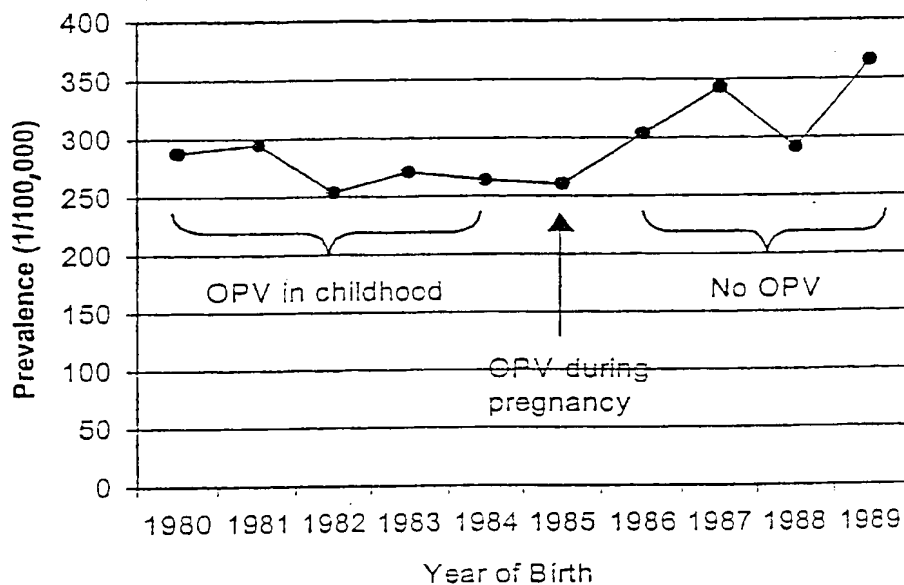 400
350
300
250
200
150
100
50
0
Prevalence (1/100,000)
OPV in childhood
No OPV
OPV during
pregnancy
1980 1981 1982 1983 1984 1985 1986 1987 1988 1989
Year of Birth